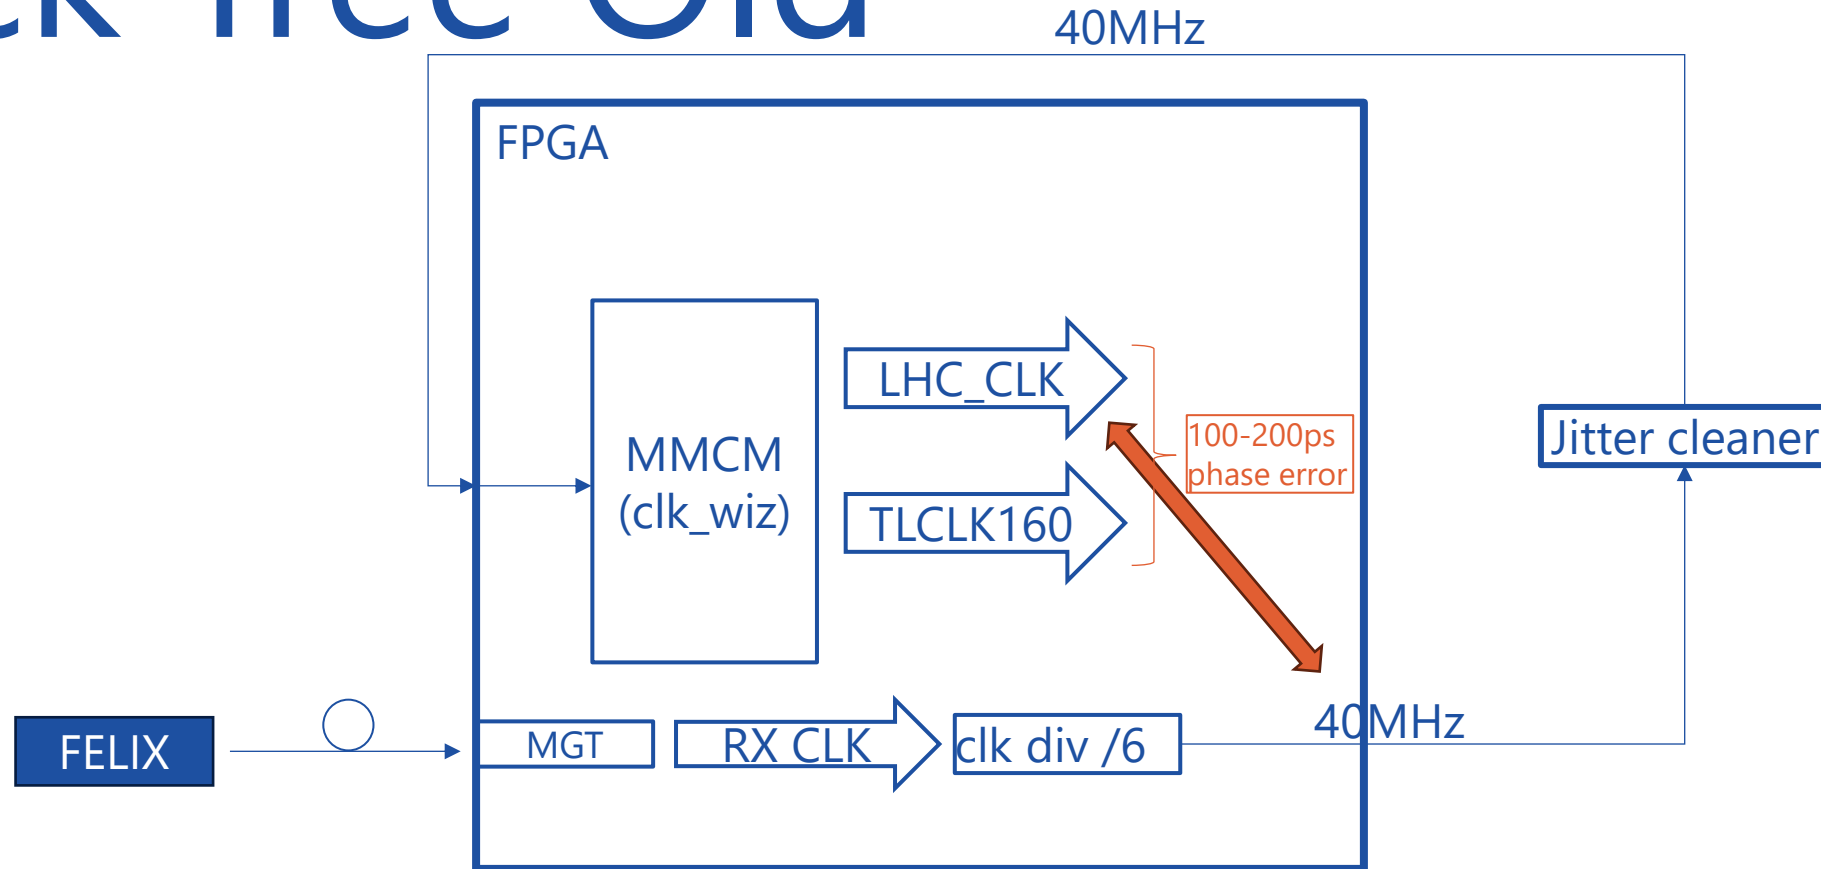 40MHz
FPGA
LHC_CLK
100-200ps
phase error
Jitter cleaner
MMCM
(clk_wiz)
TLCLK160
40MHz
FELIX
MGT
RX CLK
clk div /6